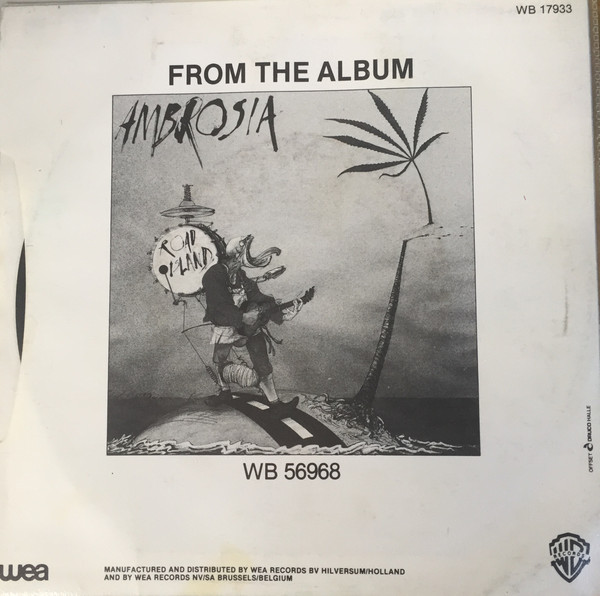 WB 17933
FROM THE ALBUM
AMBROSIA
ROAD
ISLAND
WB 56968
OFFSET DRUCO HALLE
wea
MANUFACTURED AND DISTRIBUTED BY WEA RECORDS BV HILVERSUM/HOLLAND
AND BY WEA RECORDS NV/SA BRUSSELS/BELGIUM
RECORDS